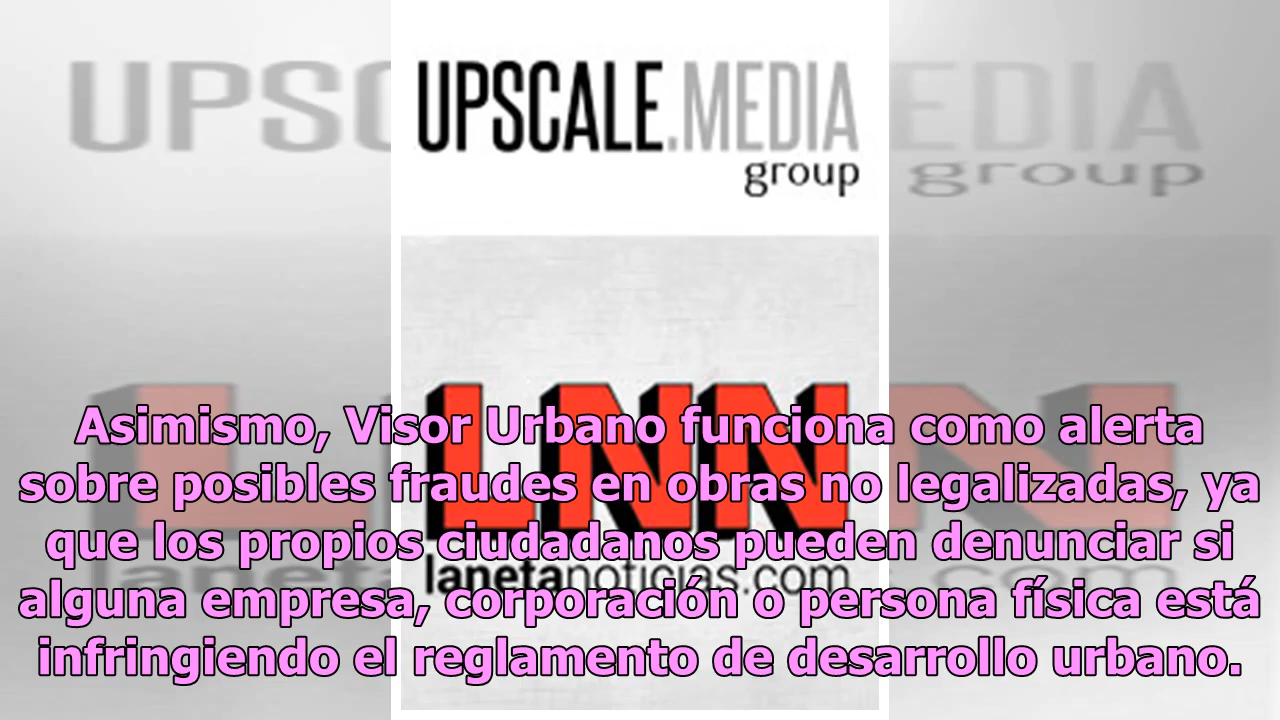 UPSCALE.MEDIA
group
LNN
lanetanoticias.com
Asimismo, Visor Urbano funciona como alerta
sobre posibles fraudes en obras no legalizadas, ya
que los propios ciudadanos pueden denunciar si
alguna empresa, corporación o persona física está
infringiendo el reglamento de desarrollo urbano.